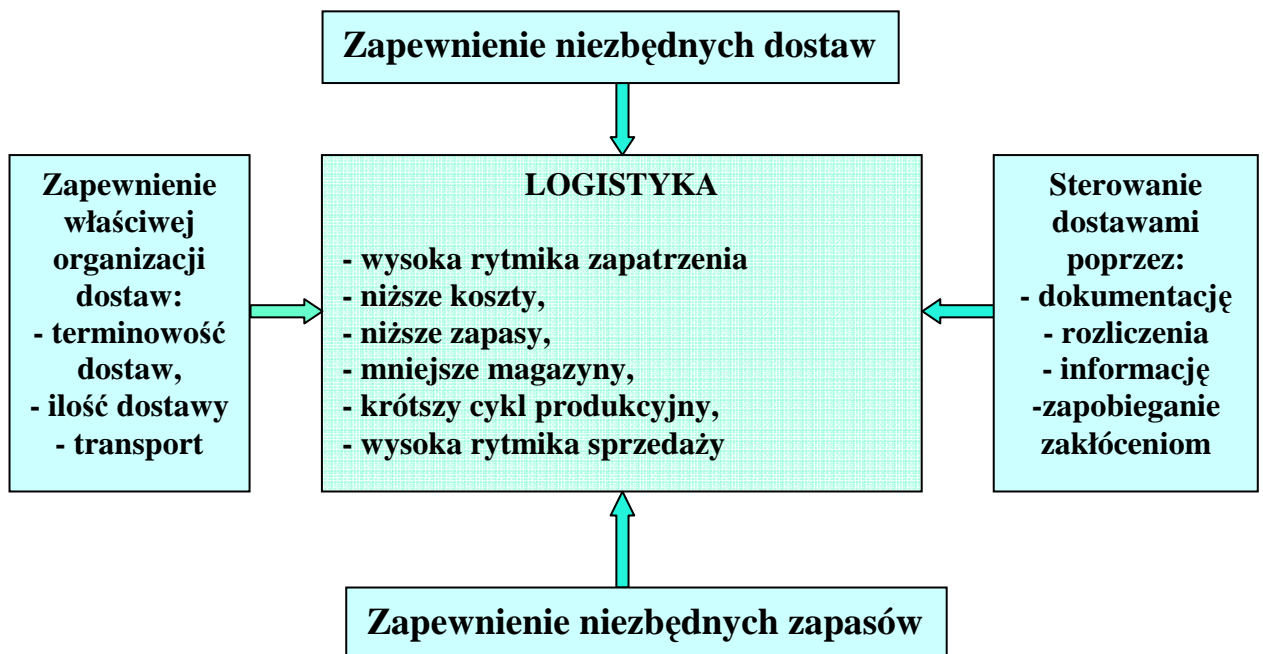 Zapewnienie niezbędnych dostaw
Zapewnienie
właściwej
organizacji
dostaw:
- terminowość
dostaw,
- ilość dostawy
- transport
LOGISTYKA
- wysoka rytmika zapatrzenia
- niższe koszty,
- niższe zapasy,
- mniejsze magazyny,
- krótszy cykl produkcyjny,
- wysoka rytmika sprzedaży
Sterowanie
dostawami
poprzez:
- dokumentację
- rozliczenia
- informację
-zapobieganie
zakłóceniom
Zapewnienie niezbędnych zapasów